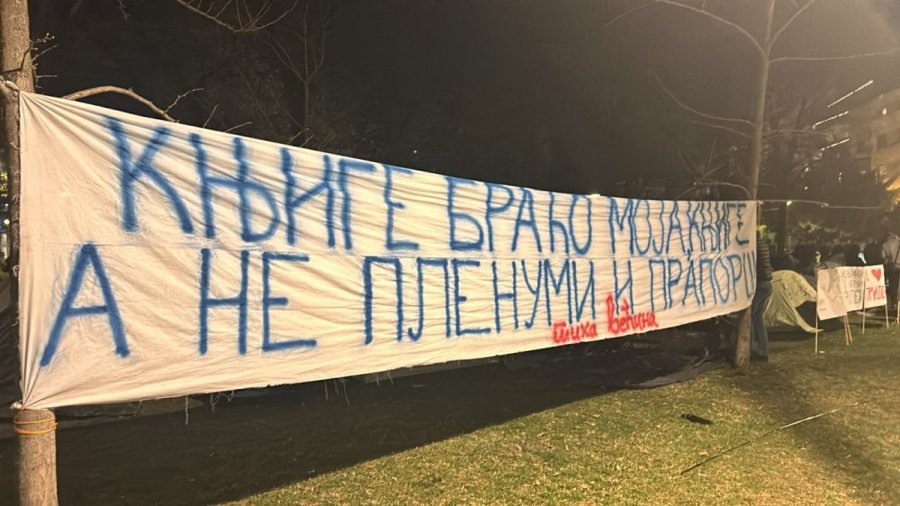 КЊИГЕ БРАЋО МОЈА КЊИГЕ
А НЕ ПЛЕНУМИ И ПРАПОРЦИ
тиха већина